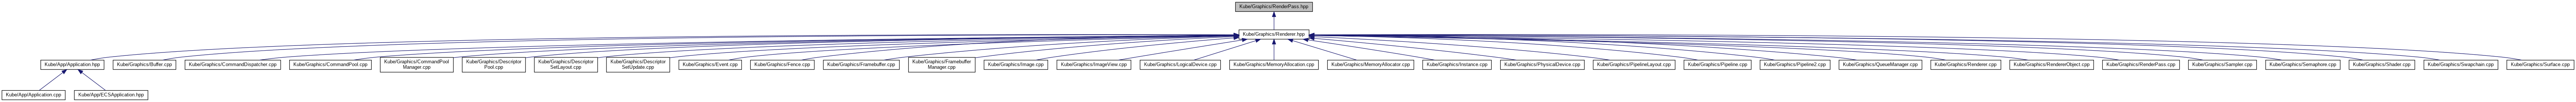 Kube/Graphics/RenderPass.hpp
Kube/Graphics/Renderer.hpp
Kube/App/Application.hpp
Kube/Graphics/Buffer.cpp
Kube/Graphics/CommandDispatcher.cpp
Kube/Graphics/CommandPool.cpp
Kube/Graphics/CommandPool
Manager.cpp
Kube/Graphics/Descriptor
Pool.cpp
Kube/Graphics/Descriptor
SetLayout.cpp
Kube/Graphics/Descriptor
SetUpdate.cpp
Kube/Graphics/Event.cpp
Kube/Graphics/Fence.cpp
Kube/Graphics/Framebuffer.cpp
Kube/Graphics/Framebuffer
Manager.cpp
Kube/Graphics/Image.cpp
Kube/Graphics/ImageView.cpp
Kube/Graphics/LogicalDevice.cpp
Kube/Graphics/MemoryAllocation.cpp
Kube/Graphics/MemoryAllocator.cpp
Kube/Graphics/Instance.cpp
Kube/Graphics/PhysicalDevice.cpp
Kube/Graphics/PipelineLayout.cpp
Kube/Graphics/Pipeline.cpp
Kube/Graphics/Pipeline2.cpp
Kube/Graphics/QueueManager.cpp
Kube/Graphics/Renderer.cpp
Kube/Graphics/RendererObject.cpp
Kube/Graphics/RenderPass.cpp
Kube/Graphics/Sampler.cpp
Kube/Graphics/Semaphore.cpp
Kube/Graphics/Shader.cpp
Kube/Graphics/Swapchain.cpp
Kube/Graphics/Surface.cpp
Kube/App/Application.cpp
Kube/App/ECSApplication.hpp